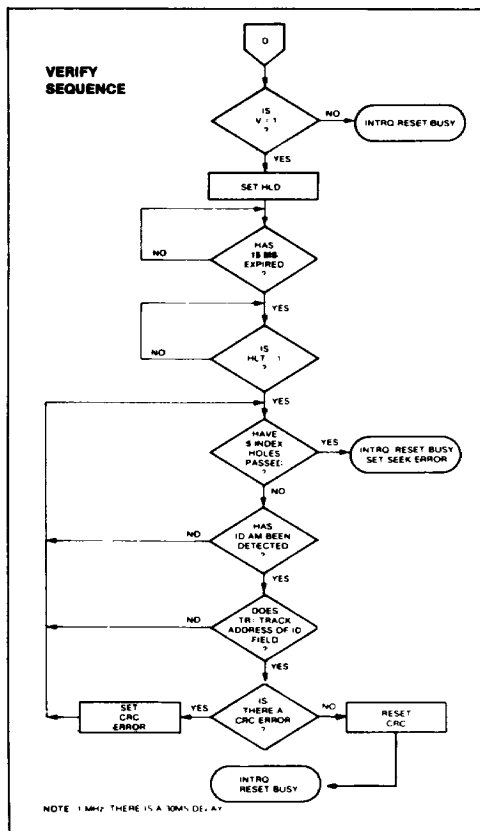 D
VERIFY
SEQUENCE
IS
V = 1
?
NO
INTRQ RESET BUSY
YES
SET HLD
HAS
15 MS
EXPIRED
?
NO
YES
IS
HLT = 1
?
NO
YES
HAVE
5 INDEX
HOLES
PASSED
?
YES
INTRQ RESET BUSY
SET SEEK ERROR
NO
HAS
ID AM BEEN
DETECTED
?
NO
YES
DOES
TR = TRACK
ADDRESS OF ID
FIELD
?
NO
YES
IS
THERE A
CRC ERROR
?
YES
SET
CRC
ERROR
NO
RESET
CRC
INTRQ
RESET BUSY
NOTE: 1 MHz THERE IS A 30MS DELAY